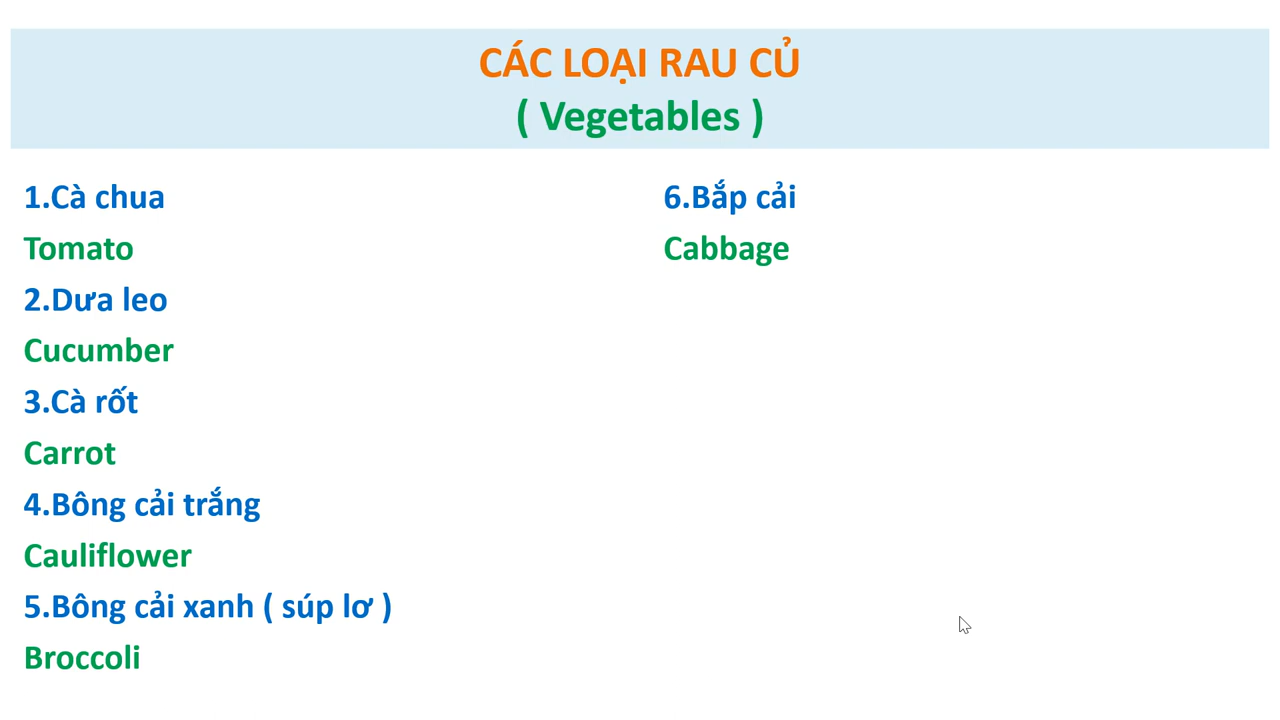 CÁC LOẠI RAU CỦ
( Vegetables )
1.Cà chua
Tomato
2.Dưa leo
Cucumber
3.Cà rốt
Carrot
4.Bông cải trắng
Cauliflower
5.Bông cải xanh ( súp lơ )
Broccoli
6.Bắp cải
Cabbage